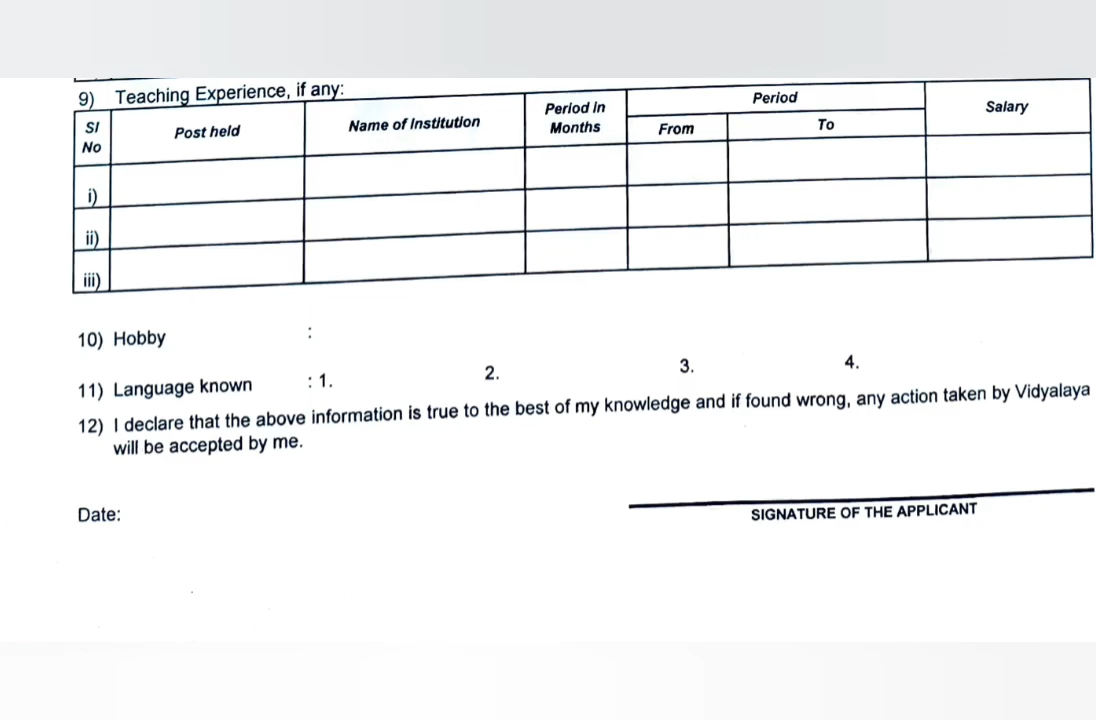 9) Teaching Experience, if any:
Sl No Post held Name of Institution Period in Months Period From To Salary
i)
ii)
iii)
10) Hobby :
11) Language known : 1. 2. 3. 4.
12) I declare that the above information is true to the best of my knowledge and if found wrong, any action taken by Vidyalaya
will be accepted by me.
Date:
SIGNATURE OF THE APPLICANT